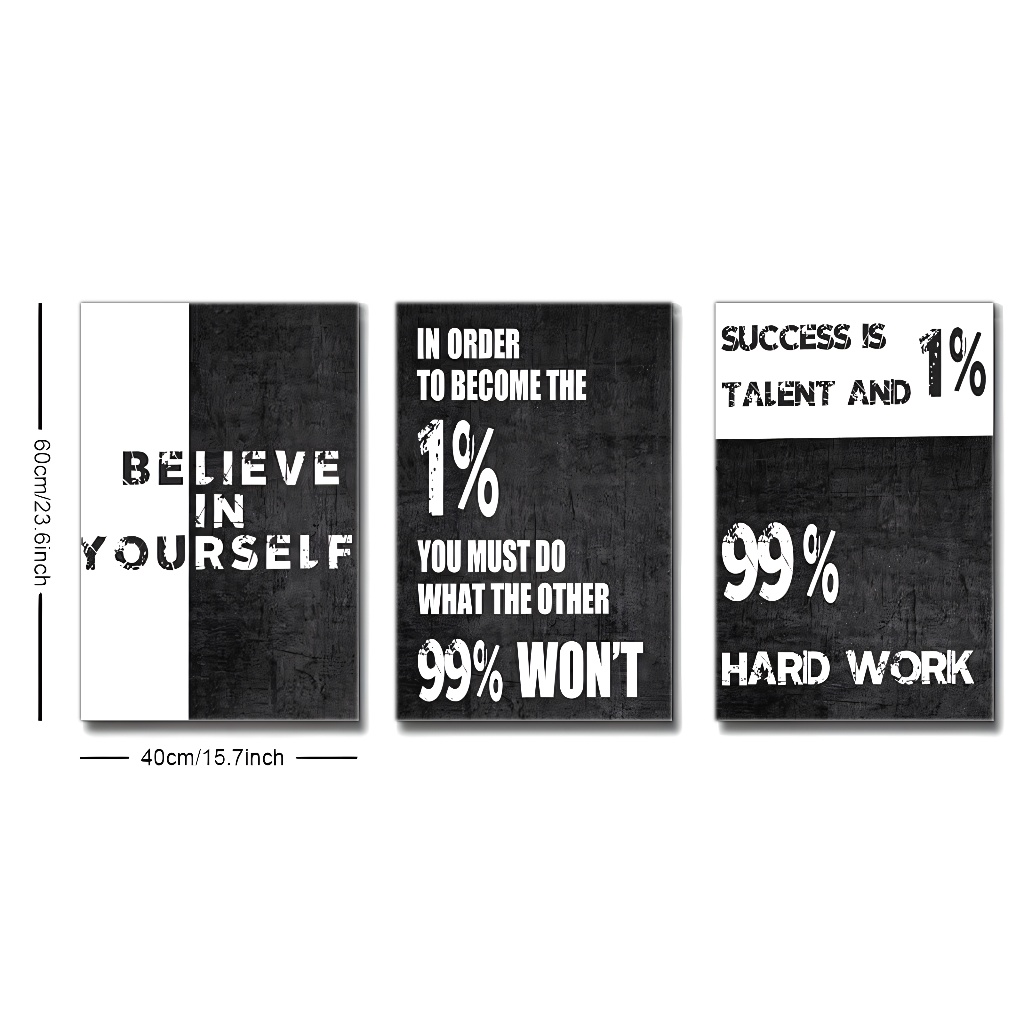 BELIEVE
IN
YOURSELF
IN ORDER
TO BECOME THE
1%
YOU MUST DO
WHAT THE OTHER
99% WON'T
SUCCESS IS
TALENT AND 1%
99%
HARD WORK
60cm/23.6inch
40cm/15.7inch